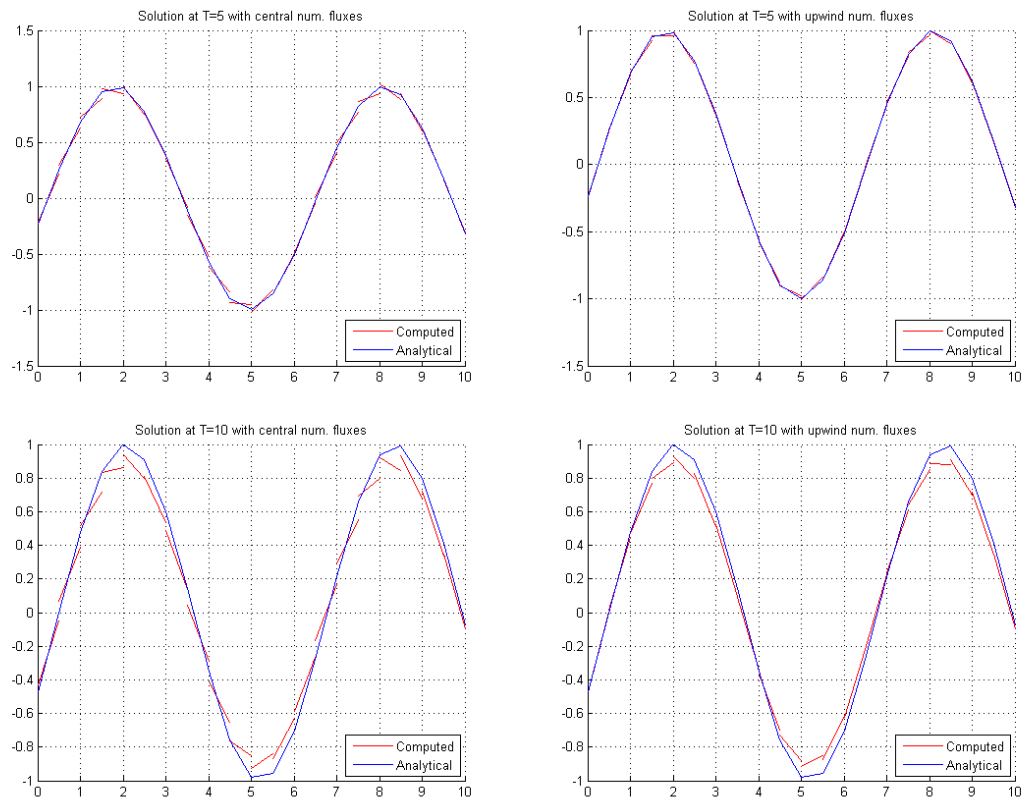 Solution at T=5 with central num. fluxes
1.5
1
0.5
0
-0.5
-1
-1.5
0 1 2 3 4 5 6 7 8 9 10
Computed
Analytical
Solution at T=5 with upwind num. fluxes
1
0.5
0
-0.5
-1
-1.5
0 1 2 3 4 5 6 7 8 9 10
Computed
Analytical
Solution at T=10 with central num. fluxes
1
0.8
0.6
0.4
0.2
0
-0.2
-0.4
-0.6
-0.8
-1
0 1 2 3 4 5 6 7 8 9 10
Computed
Analytical
Solution at T=10 with upwind num. fluxes
1
0.8
0.6
0.4
0.2
0
-0.2
-0.4
-0.6
-0.8
-1
0 1 2 3 4 5 6 7 8 9 10
Computed
Analytical